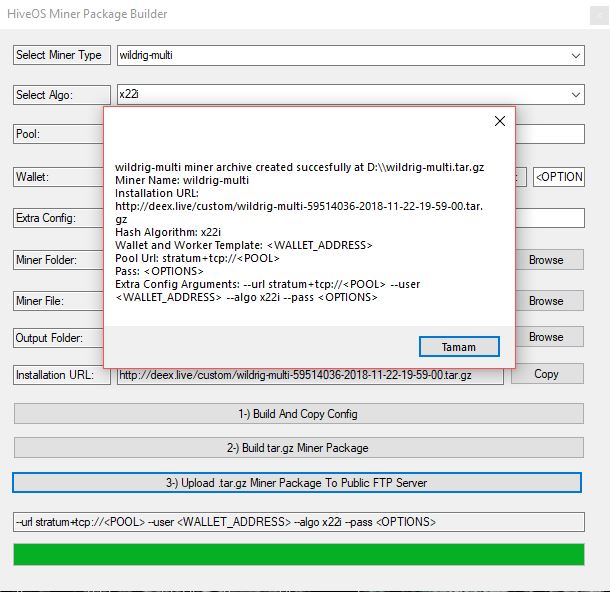 HiveOS Miner Package Builder
Select Miner Type
wildrig-multi
Select Algo:
x22i
Pool:
Wallet:
<OPTION
Extra Config:
Miner Folder:
Browse
Miner File:
Browse
Output Folder:
Browse
wildrig-multi miner archive created succesfully at D:\\wildrig-multi.tar.gz
Miner Name: wildrig-multi
Installation URL:
http://deex.live/custom/wildrig-multi-59514036-2018-11-22-19-59-00.tar.
gz
Hash Algorithm: x22i
Wallet and Worker Template: <WALLET_ADDRESS>
Pool Url: stratum+tcp://<POOL>
Pass: <OPTIONS>
Extra Config Arguments: --url stratum+tcp://<POOL> --user
<WALLET_ADDRESS> --algo x22i --pass <OPTIONS>
Tamam
Installation URL:
http://deex.live/custom/wildrig-multi-59514036-2018-11-22-19-59-00.tar.gz
Copy
1-) Build And Copy Config
2-) Build tar.gz Miner Package
3-) Upload .tar.gz Miner Package To Public FTP Server
--url stratum+tcp://<POOL> --user <WALLET_ADDRESS> --algo x22i --pass <OPTIONS>